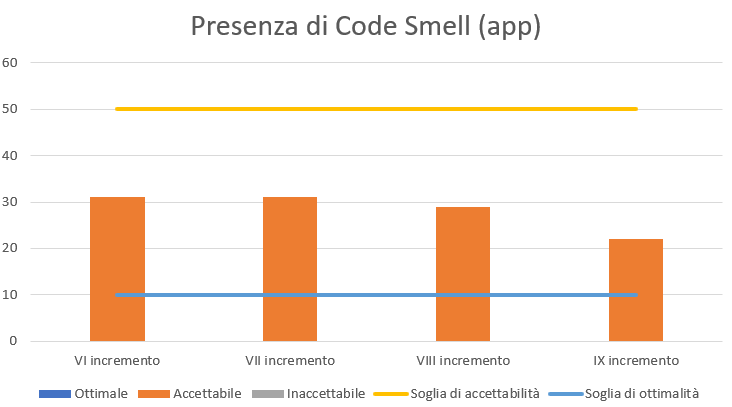 Presenza di Code Smell (app)
60
50
40
30
20
10
0
VI incremento VII incremento VIII incremento IX incremento
Ottimale Accettabile Inaccettabile Soglia di accettabilità Soglia di ottimalità